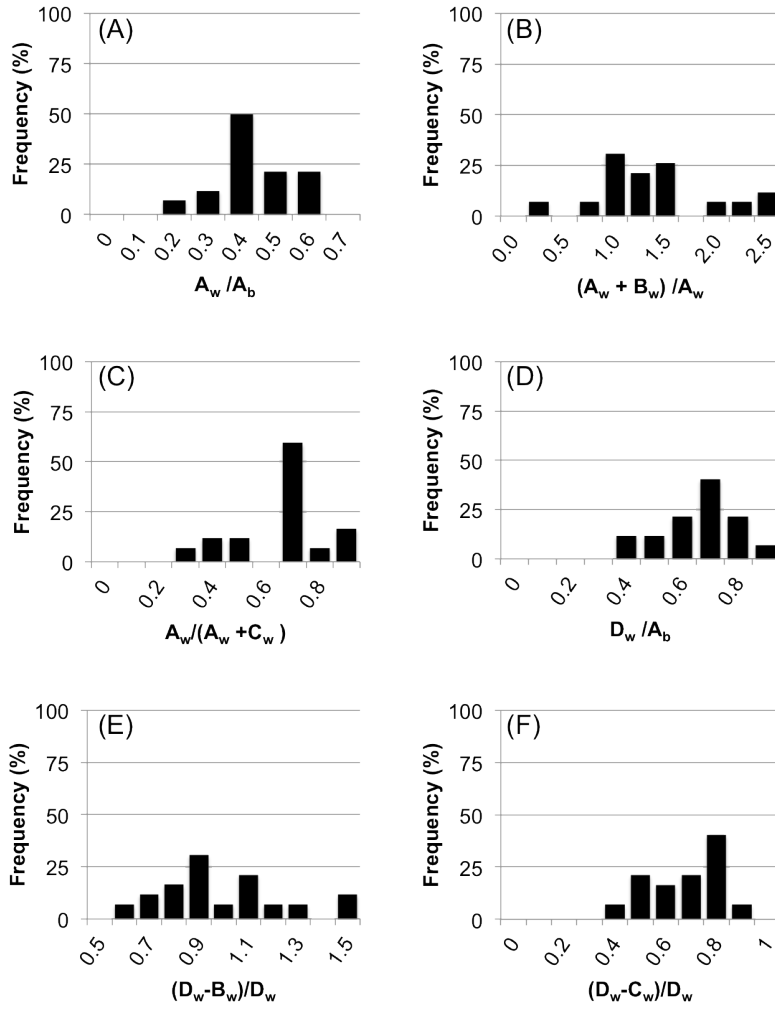 (A)
Frequency (%)
100
75
50
25
0
0 0.1 0.2 0.3 0.4 0.5 0.6 0.7
Aw /Ab
(B)
Frequency (%)
100
75
50
25
0
0.0 0.5 1.0 1.5 2.0 2.5
(Aw + Bw) /Aw
(C)
Frequency (%)
100
75
50
25
0
0 0.2 0.4 0.6 0.8
Aw/(Aw +Cw )
(D)
Frequency (%)
100
75
50
25
0
0 0.2 0.4 0.6 0.8
Dw /Ab
(E)
Frequency (%)
100
75
50
25
0
0.5 0.7 0.9 1.1 1.3 1.5
(Dw-Bw)/Dw
(F)
Frequency (%)
100
75
50
25
0
0 0.2 0.4 0.6 0.8 1
(Dw-Cw)/Dw